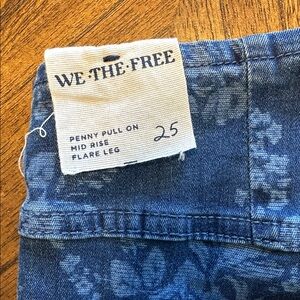 WE·THE·FREE
PENNY PULL ON
MID RISE
FLARE LEG
25